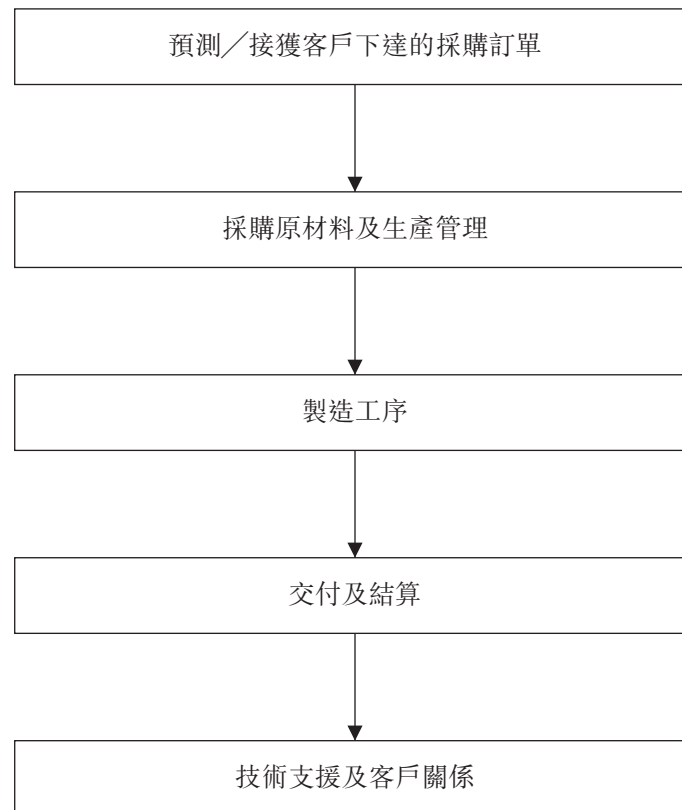 預測／接獲客戶下達的採購訂單
採購原材料及生產管理
製造工序
交付及結算
技術支援及客戶關係